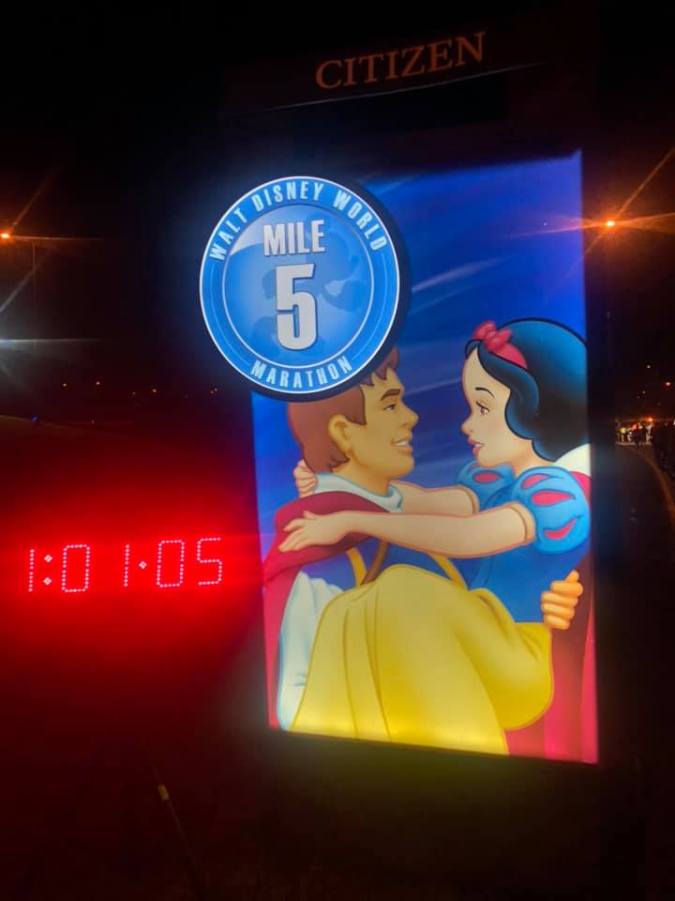 CITIZEN
WALT DISNEY WORLD
MILE
5
MARATHON
1:01:05